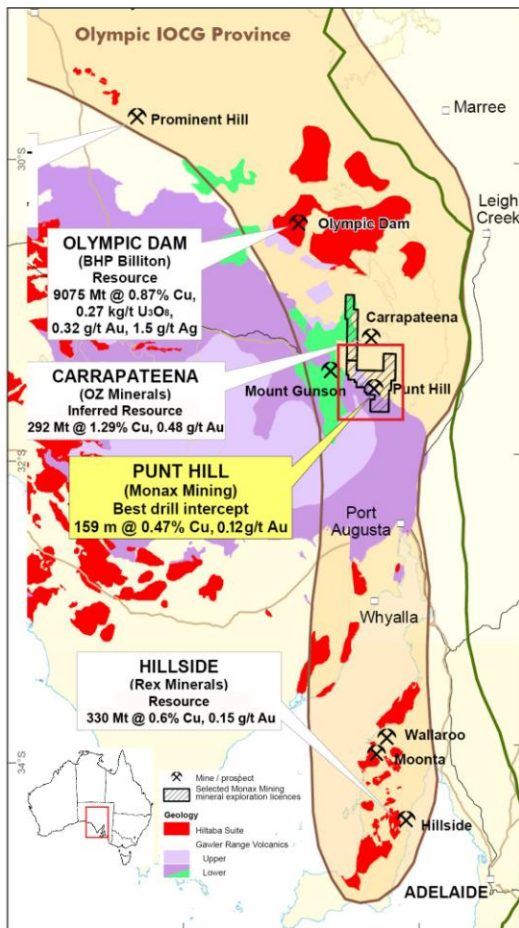 Olympic IOCG Province
Marree
Prominent Hill
30°S
Leigh
Creek
Olympic Dam
OLYMPIC DAM
(BHP Billiton)
Resource
9075 Mt @ 0.87% Cu,
0.27 kg/t U₃O₈,
0.32 g/t Au, 1.5 g/t Ag
Carrapateena
CARRAPATEENA
(OZ Minerals)
Inferred Resource
292 Mt @ 1.29% Cu, 0.48 g/t Au
Mount Gunson
Punt Hill
32°S
PUNT HILL
(Monax Mining)
Best drill intercept
159 m @ 0.47% Cu, 0.12g/t Au
Port
Augusta
Whyalla
HILLSIDE
(Rex Minerals)
Resource
330 Mt @ 0.6% Cu, 0.15 g/t Au
Wallaroo
Moonta
34°S
Hillside
ADELAIDE
Mine / prospect
Selected Monax Mining
mineral exploration licences
Geology
Hiltaba Suite
Gawler Range Volcanics
Upper
Lower